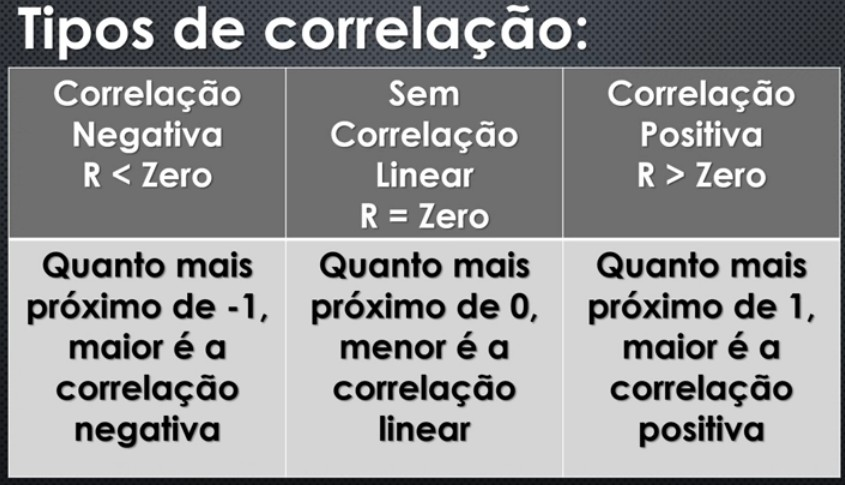 Tipos de correlação:
Correlação
Negativa
R < Zero
Sem
Correlação
Linear
R = Zero
Correlação
Positiva
R > Zero
Quanto mais
próximo de -1,
maior é a
correlação
negativa
Quanto mais
próximo de 0,
menor é a
correlação
linear
Quanto mais
próximo de 1,
maior é a
correlação
positiva